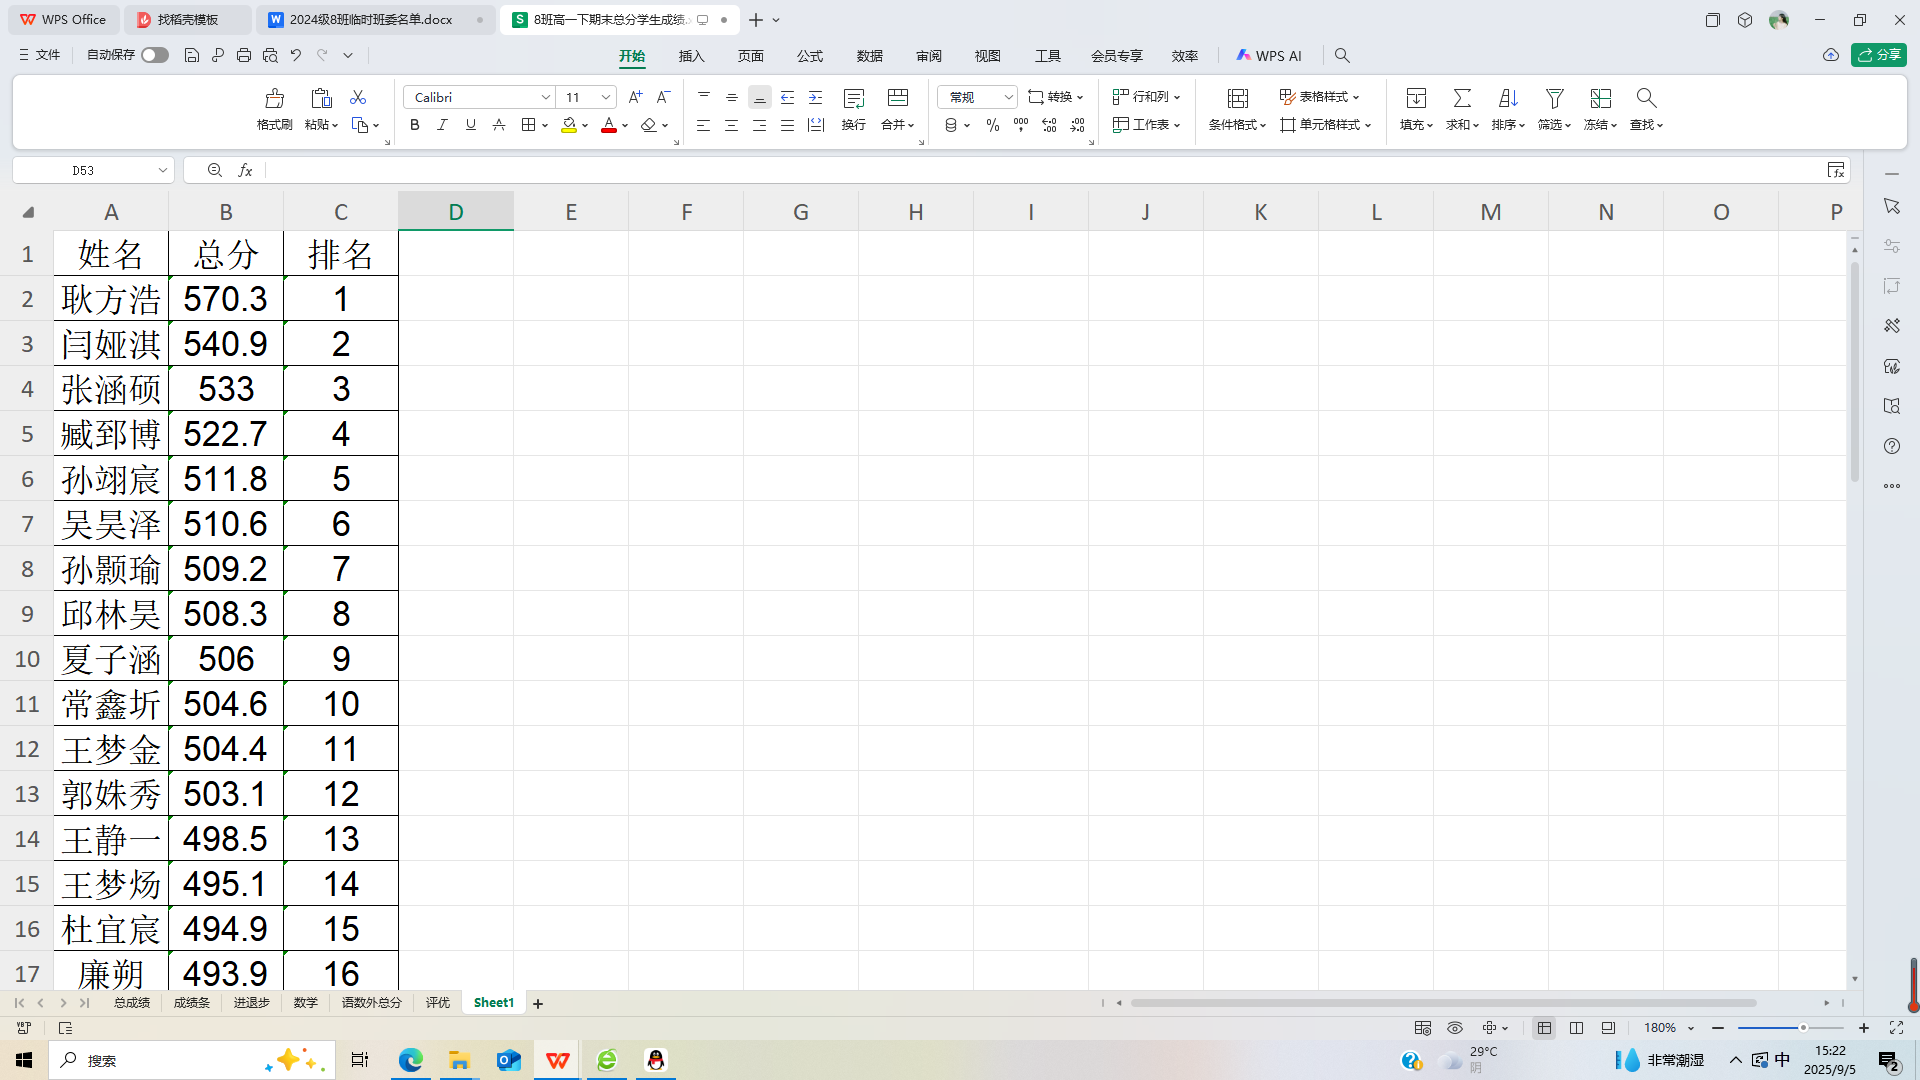 WPS Office 找稻壳模板 2024级8班临时班委名单.docx 8班高一下期末总分学生成绩.
文件 自动保存 开始 插入 页面 公式 数据 审阅 视图 工具 会员专享 效率 WPS AI 分享
Calibri 11 常规 转换 行和列 表格样式
格式刷 粘贴 换行 合并 工作表 条件格式 单元格样式 填充 求和 排序 筛选 冻结 查找
D53
A B C D E F G H I J K L M N O P
1 姓名 总分 排名
2 耿方浩 570.3 1
3 闫娅淇 540.9 2
4 张涵硕 533 3
5 臧郅博 522.7 4
6 孙翊宸 511.8 5
7 吴昊泽 510.6 6
8 孙颢瑜 509.2 7
9 邱林昊 508.3 8
10 夏子涵 506 9
11 常鑫圻 504.6 10
12 王梦金 504.4 11
13 郭姝秀 503.1 12
14 王静一 498.5 13
15 王梦炀 495.1 14
16 杜宜宸 494.9 15
17 廉朔 493.9 16
总成绩 成绩条 进退步 数学 语数外总分 评优 Sheet1
180%
搜索 29°C 阴 非常潮湿 中 15:22 2025/9/5 2